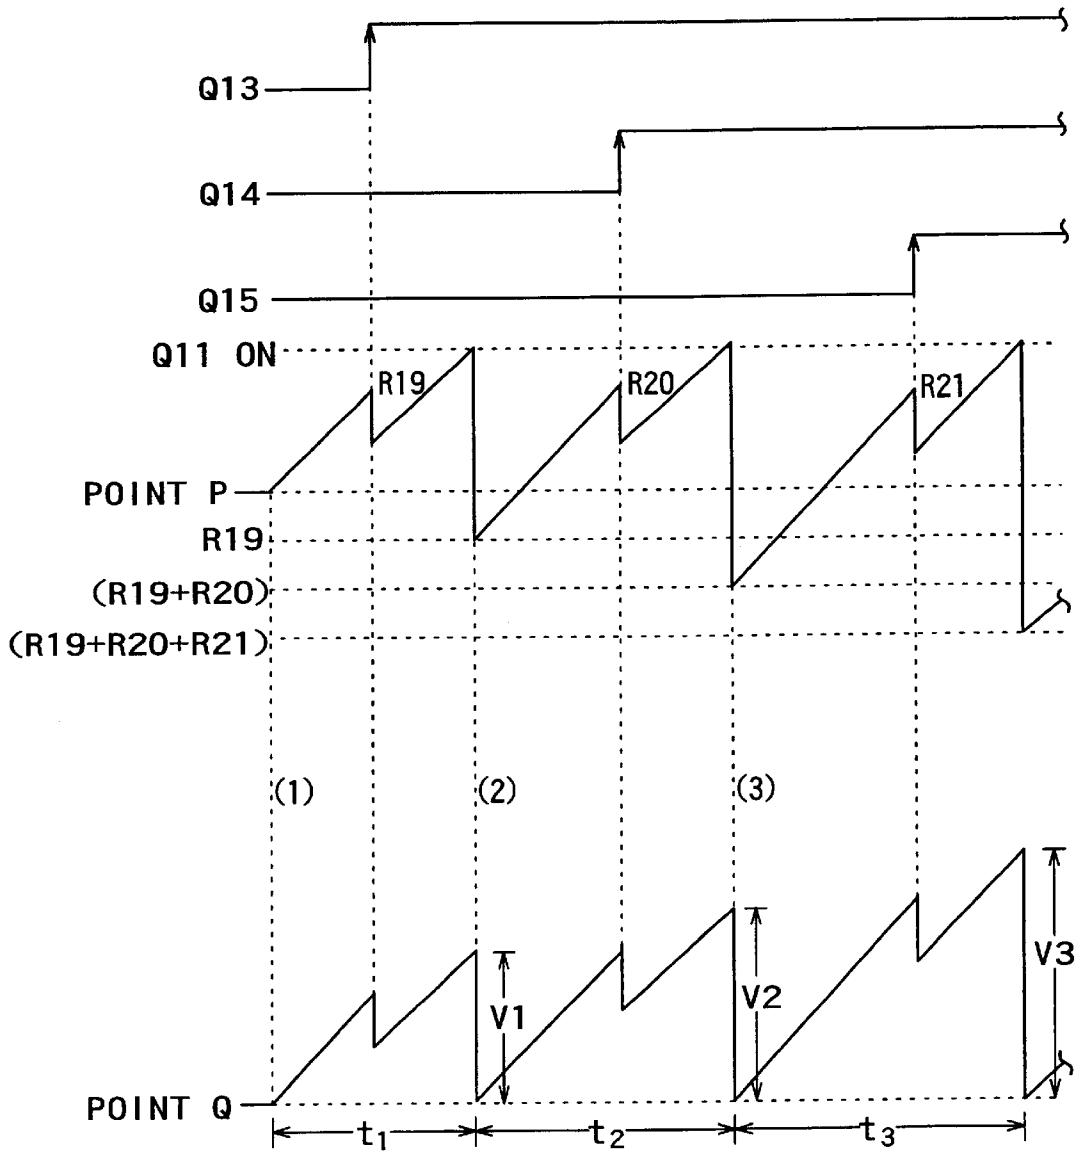 Q13
Q14
Q15
Q11 ON
R19 R20 R21
POINT P
R19
(R19+R20)
(R19+R20+R21)
(1) (2) (3)
V1 V2 V3
POINT Q
t1 t2 t3